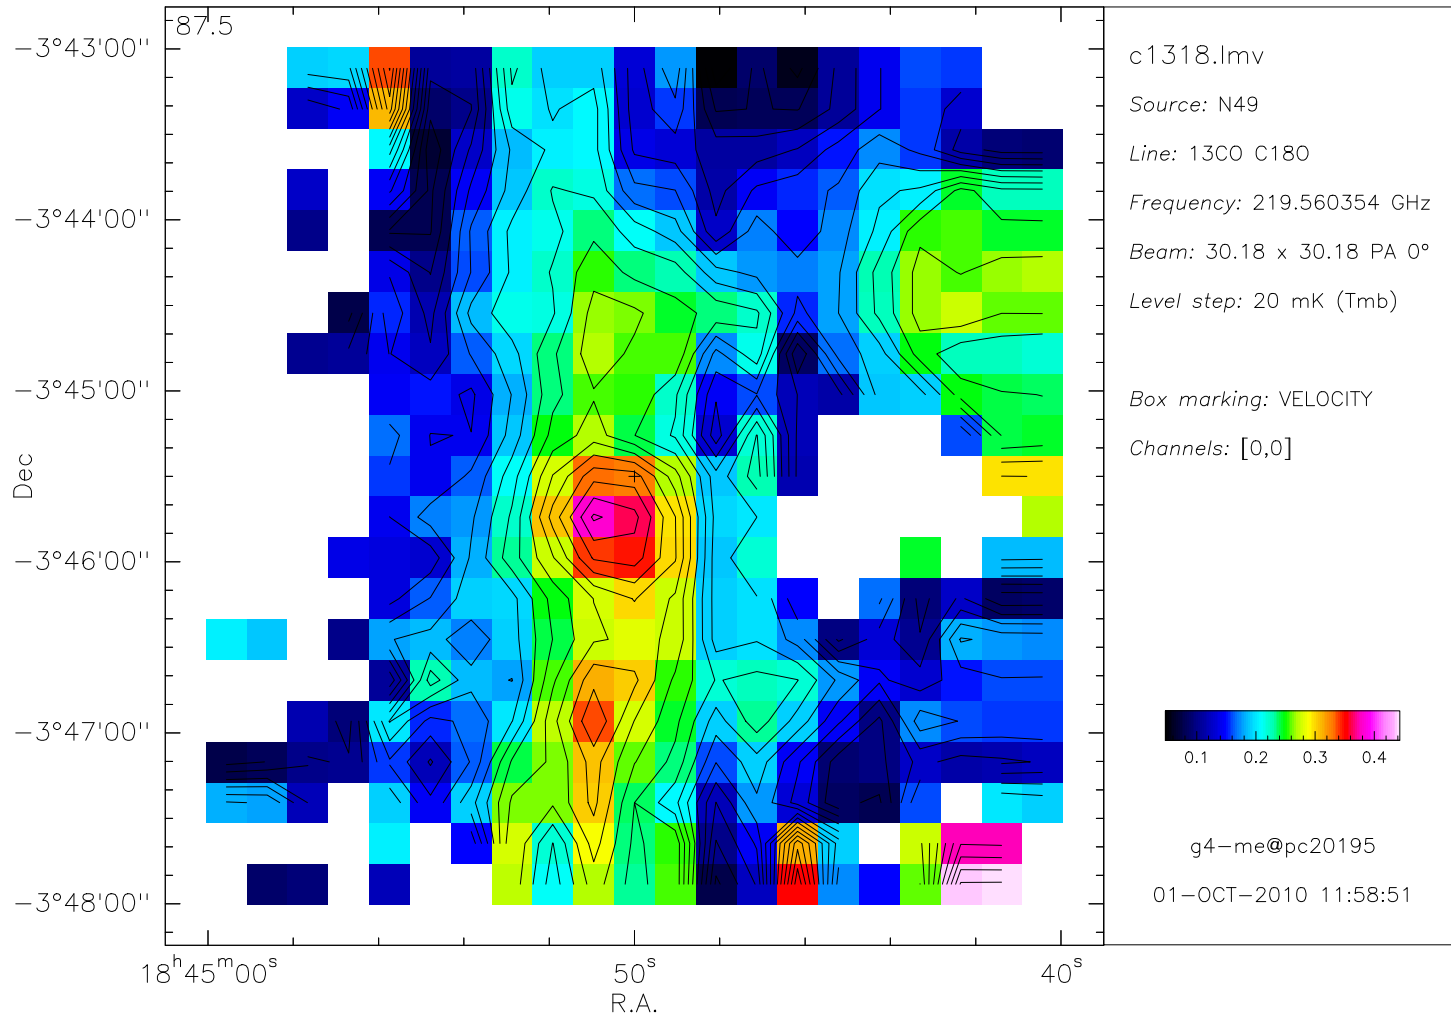 87.5
-3°43'00''
-3°44'00''
-3°45'00''
-3°46'00''
-3°47'00''
-3°48'00''
Dec
18h45m00s
50s
40s
R.A.
c1318.lmv
Source: N49
Line: 13CO C18O
Frequency: 219.560354 GHz
Beam: 30.18 x 30.18 PA 0°
Level step: 20 mK (Tmb)
Box marking: VELOCITY
Channels: [0,0]
0.1 0.2 0.3 0.4
g4-me@pc20195
01-OCT-2010 11:58:51